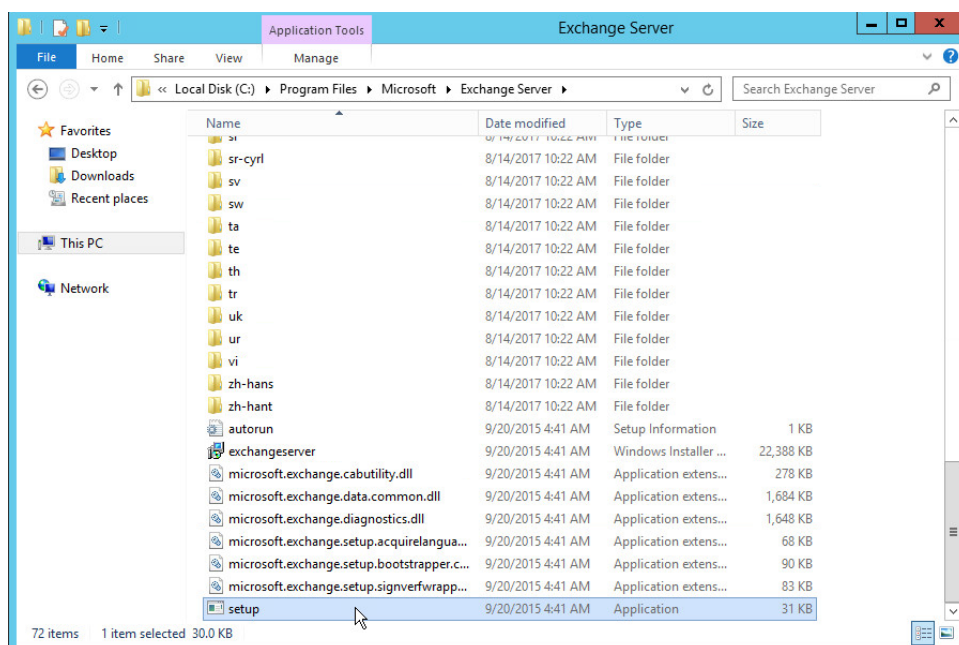 Application Tools
Exchange Server
File Home Share View Manage
« Local Disk (C:) Program Files Microsoft Exchange Server
Search Exchange Server
Favorites
Desktop
Downloads
Recent places
This PC
Network
Name Date modified Type Size
sl 8/14/2017 10:22 AM File folder
sr-cyrl 8/14/2017 10:22 AM File folder
sv 8/14/2017 10:22 AM File folder
sw 8/14/2017 10:22 AM File folder
ta 8/14/2017 10:22 AM File folder
te 8/14/2017 10:22 AM File folder
th 8/14/2017 10:22 AM File folder
tr 8/14/2017 10:22 AM File folder
uk 8/14/2017 10:22 AM File folder
ur 8/14/2017 10:22 AM File folder
vi 8/14/2017 10:22 AM File folder
zh-hans 8/14/2017 10:22 AM File folder
zh-hant 8/14/2017 10:22 AM File folder
autorun 9/20/2015 4:41 AM Setup Information 1 KB
exchangeserver 9/20/2015 4:41 AM Windows Installer ... 22,388 KB
microsoft.exchange.cabutility.dll 9/20/2015 4:41 AM Application extens... 278 KB
microsoft.exchange.data.common.dll 9/20/2015 4:41 AM Application extens... 1,684 KB
microsoft.exchange.diagnostics.dll 9/20/2015 4:41 AM Application extens... 1,648 KB
microsoft.exchange.setup.acquirelangua... 9/20/2015 4:41 AM Application extens... 68 KB
microsoft.exchange.setup.bootstrapper.c... 9/20/2015 4:41 AM Application extens... 90 KB
microsoft.exchange.setup.signverfwrapp... 9/20/2015 4:41 AM Application extens... 83 KB
setup 9/20/2015 4:41 AM Application 31 KB
72 items 1 item selected 30.0 KB